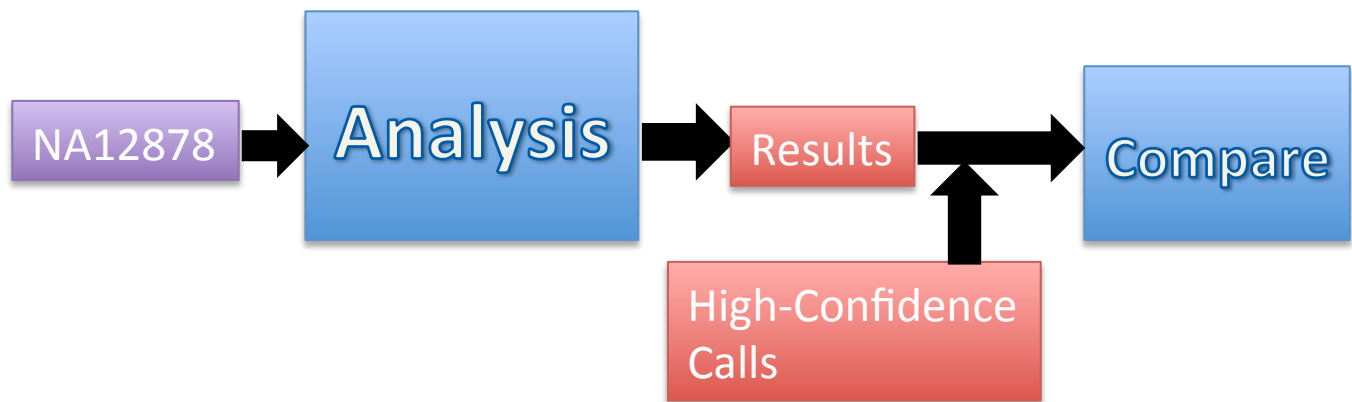 NA12878
Analysis
Results
Compare
High-Confidence
Calls